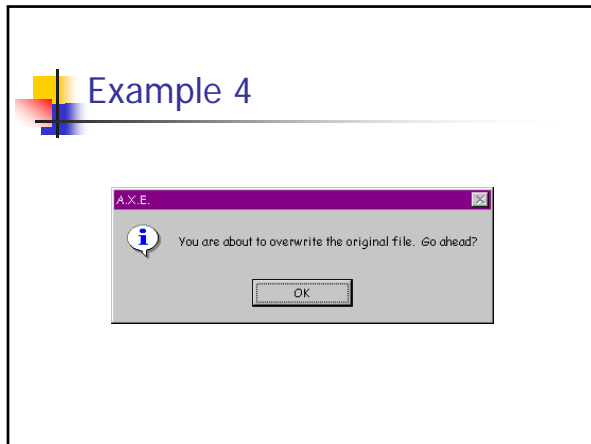 Example 4
A.X.E.
You are about to overwrite the original file. Go ahead?
OK